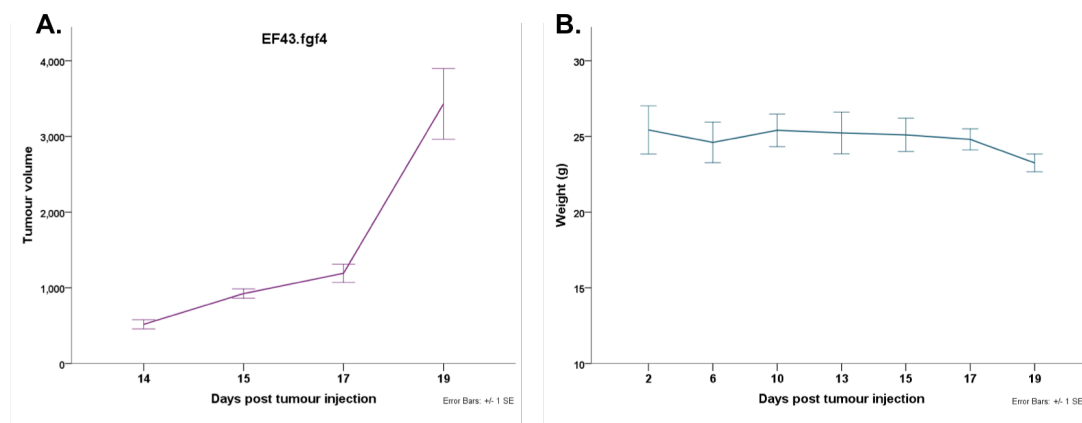 A.
EF43.fgf4
4,000
3,000
2,000
1,000
0
Tumour volume
14 15 17 19
Days post tumour injection
Error Bars: +/- 1 SE
B.
30
25
20
15
10
Weight (g)
2 6 10 13 15 17 19
Days post tumour injection
Error Bars: +/- 1 SE